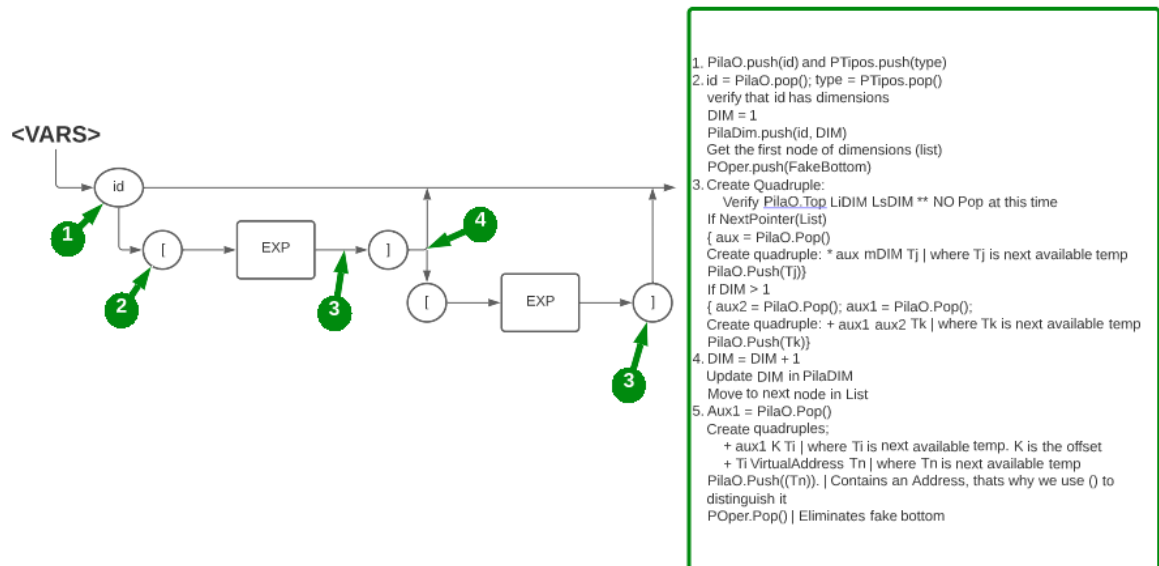 <VARS>
id
1
[
EXP
]
4
2
3
[
EXP
]
3
1. PilaO.push(id) and PTipos.push(type)
2. id = PilaO.pop(); type = PTipos.pop()
verify that id has dimensions
DIM = 1
PilaDim.push(id, DIM)
Get the first node of dimensions (list)
POper.push(FakeBottom)
3. Create Quadruple:
Verify PilaO.Top LiDIM LsDIM ** NO Pop at this time
If NextPointer(List)
{ aux = PilaO.Pop()
Create quadruple: * aux mDIM Tj | where Tj is next available temp
PilaO.Push(Tj)}
If DIM > 1
{ aux2 = PilaO.Pop(); aux1 = PilaO.Pop();
Create quadruple: + aux1 aux2 Tk | where Tk is next available temp
PilaO.Push(Tk)}
4. DIM = DIM + 1
Update DIM in PilaDIM
Move to next node in List
5. Aux1 = PilaO.Pop()
Create quadruples;
+ aux1 K Ti | where Ti is next available temp. K is the offset
+ Ti VirtualAddress Tn | where Tn is next available temp
PilaO.Push((Tn)). | Contains an Address, thats why we use () to
distinguish it
POper.Pop() | Eliminates fake bottom